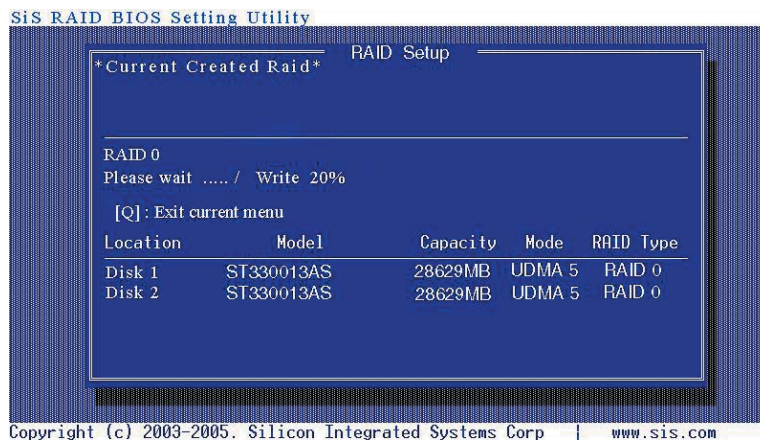 SiS RAID BIOS Setting Utility
RAID Setup
*Current Created Raid*
RAID 0
Please wait ..... / Write 20%
[Q] : Exit current menu
Location Model Capacity Mode RAID Type
Disk 1 ST330013AS 28629MB UDMA 5 RAID 0
Disk 2 ST330013AS 28629MB UDMA 5 RAID 0
Copyright (c) 2003-2005. Silicon Integrated Systems Corp | www.sis.com